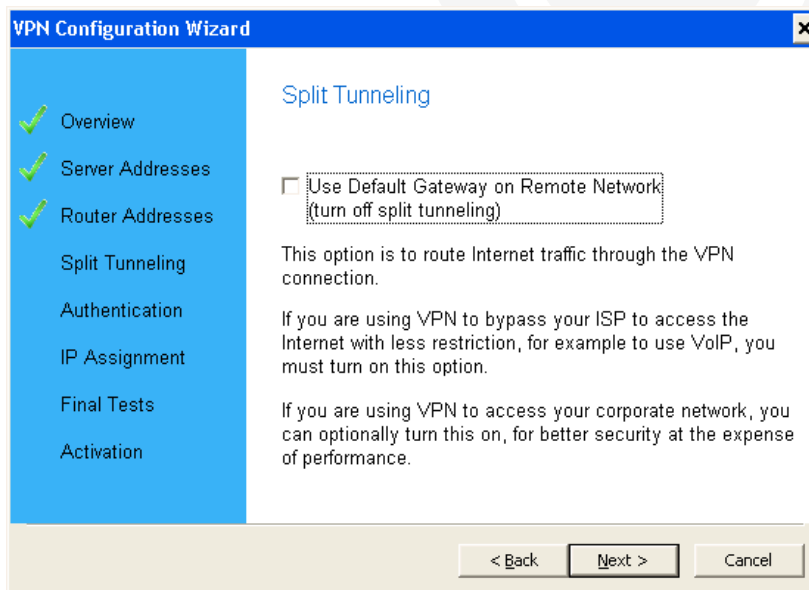 VPN Configuration Wizard
Overview
Server Addresses
Router Addresses
Split Tunneling
Authentication
IP Assignment
Final Tests
Activation
Split Tunneling
Use Default Gateway on Remote Network
(turn off split tunneling)
This option is to route Internet traffic through the VPN
connection.
If you are using VPN to bypass your ISP to access the
Internet with less restriction, for example to use VoIP, you
must turn on this option.
If you are using VPN to access your corporate network, you
can optionally turn this on, for better security at the expense
of performance.
< Back
Next >
Cancel